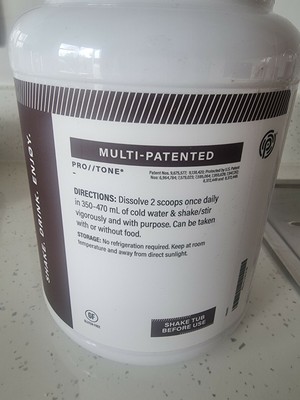 MULTI-PATENTED
PRO//TONE®
DIRECTIONS: Dissolve 2 scoops once daily
in 350-470 mL of cold water & shake/stir
vigorously and with purpose. Can be taken
with or without food.
STORAGE: No refrigeration required. Keep at room
temperature and away from direct sunlight.
SHAKE. DRINK. ENJOY.
GF
SHAKE TUB
BEFORE USE